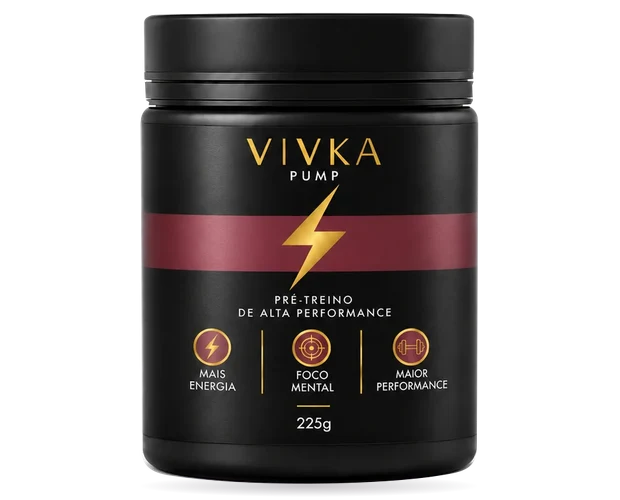 VIVKA
PUMP
PRÉ-TREINO
DE ALTA PERFORMANCE
MAIS
ENERGIA
FOCO
MENTAL
MAIOR
PERFORMANCE
225g